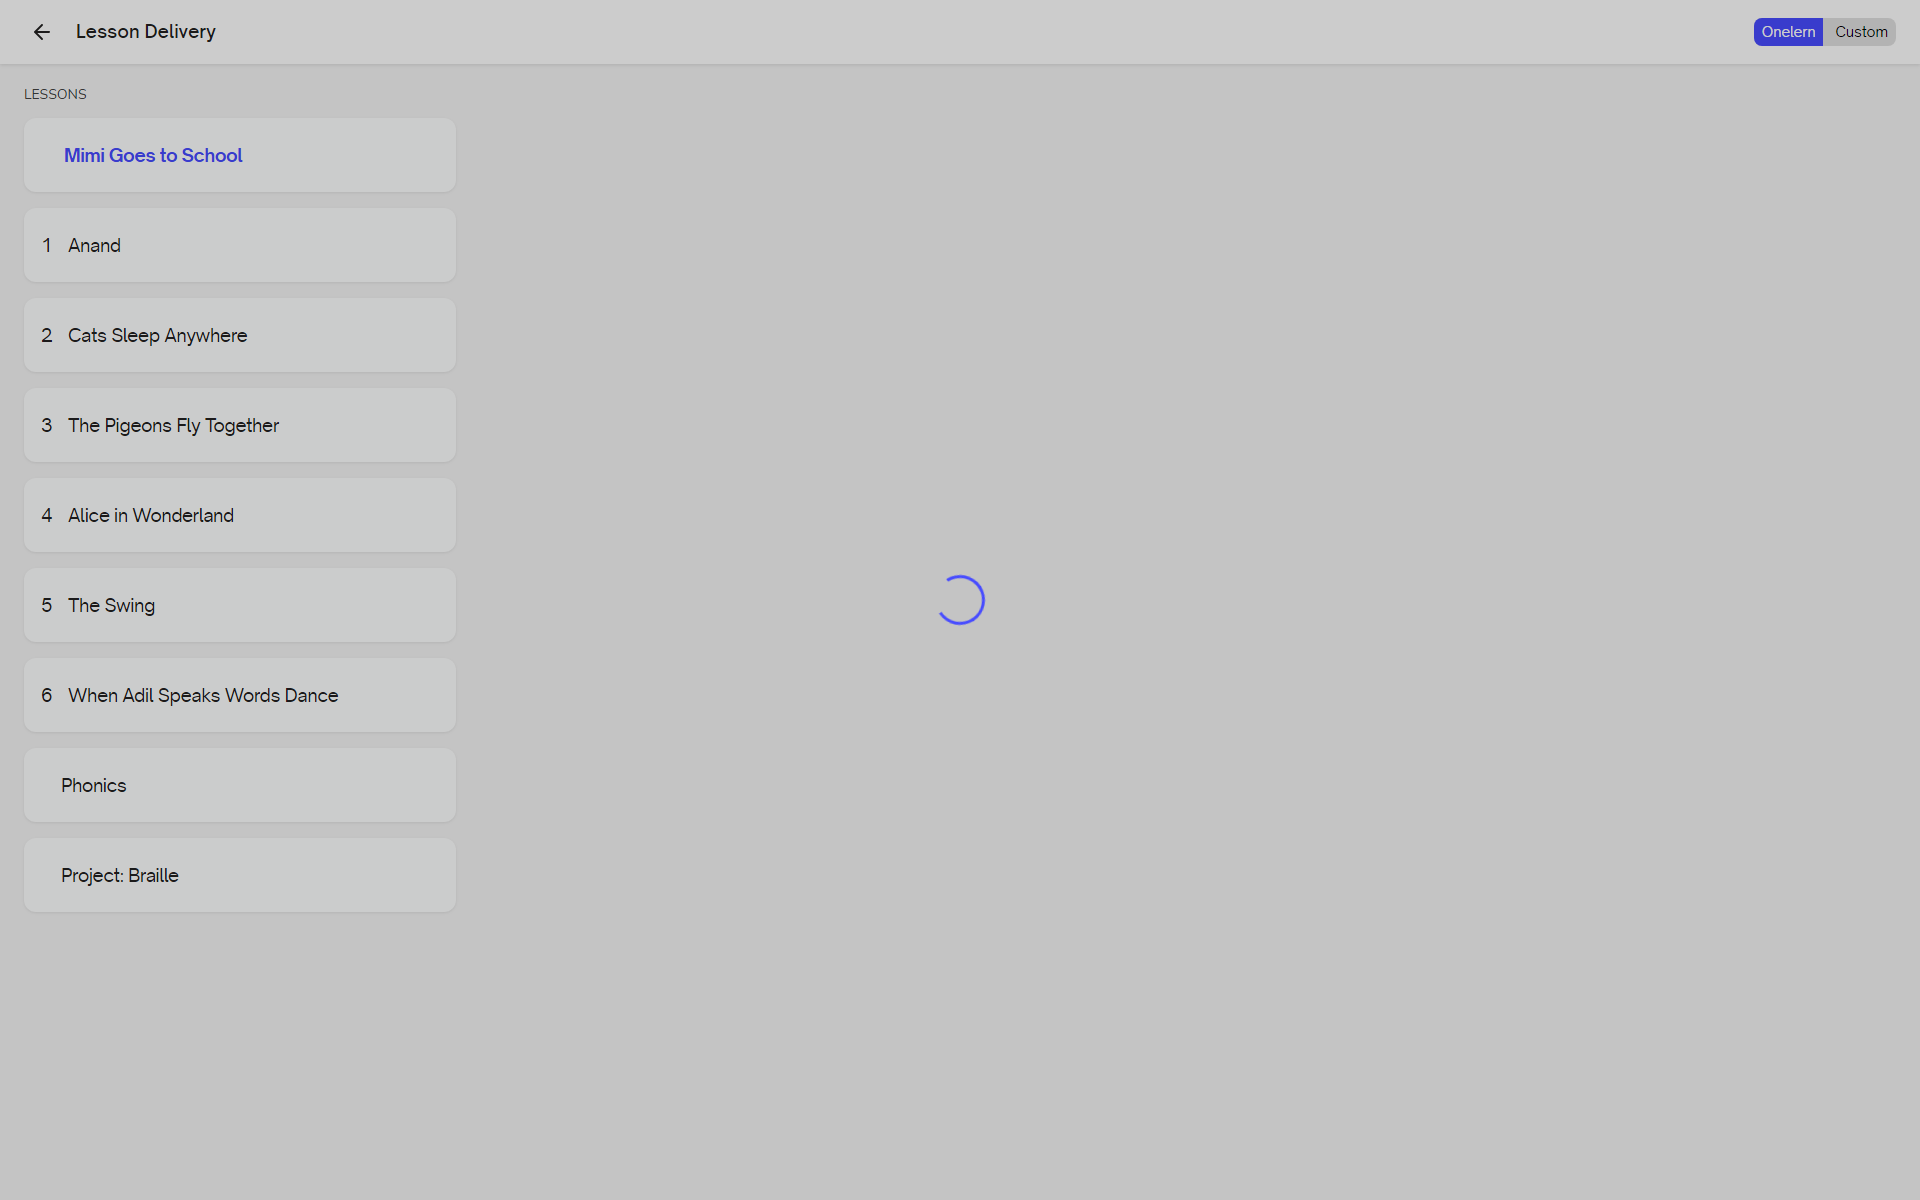 Lesson Delivery
Onelern Custom
LESSONS
Mimi Goes to School
1 Anand
2 Cats Sleep Anywhere
3 The Pigeons Fly Together
4 Alice in Wonderland
5 The Swing
6 When Adil Speaks Words Dance
Phonics
Project: Braille